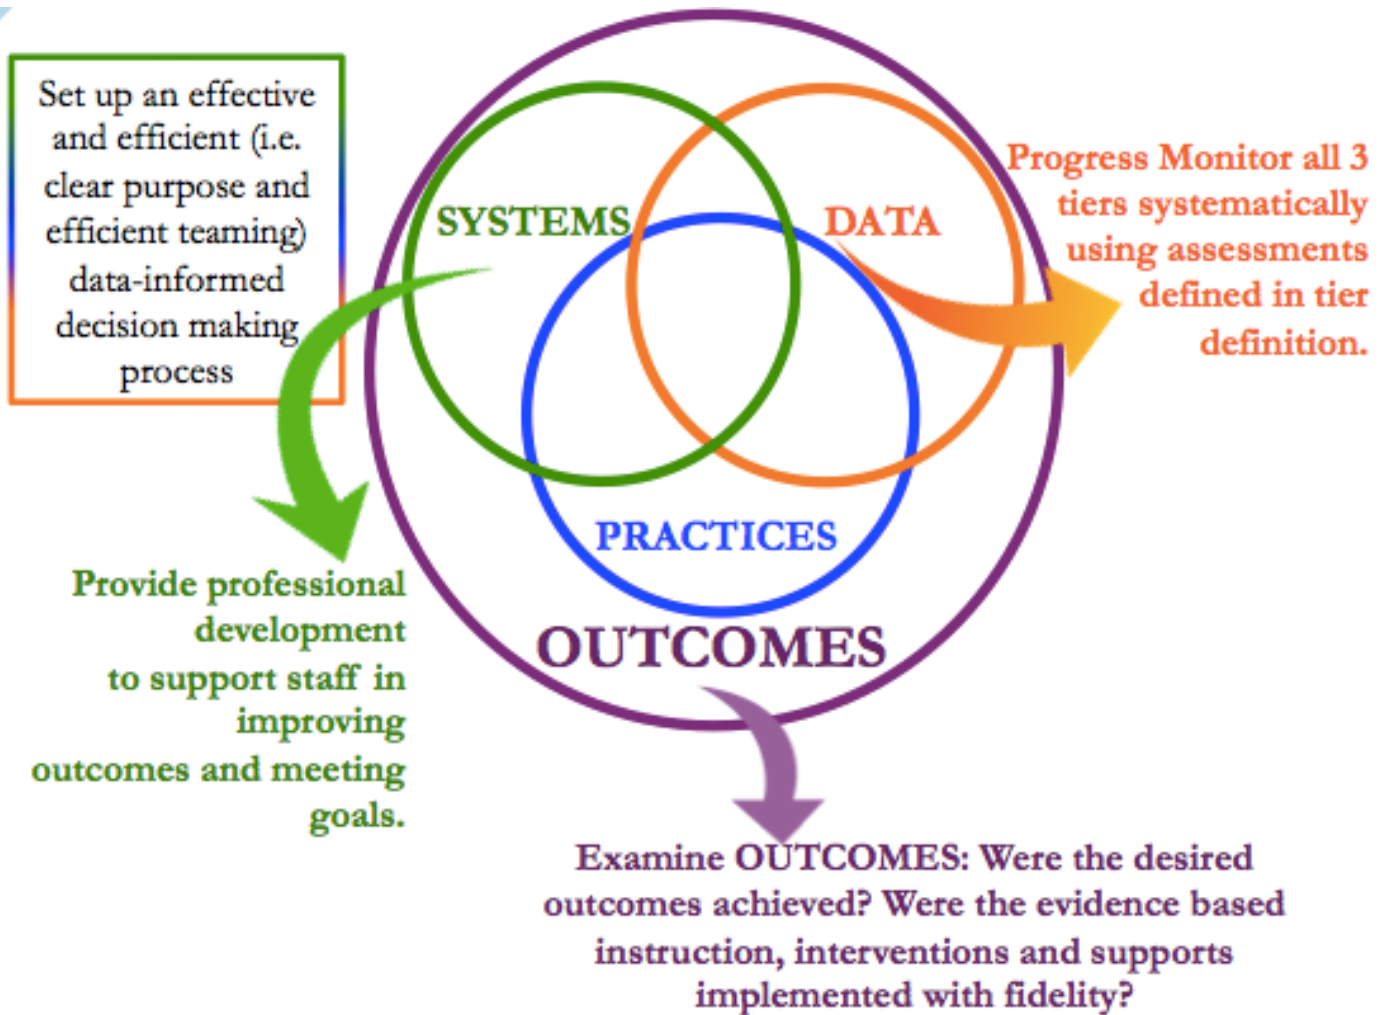 Set up an effective
and efficient (i.e.
clear purpose and
efficient teaming)
data-informed
decision making
process
SYSTEMS
DATA
PRACTICES
OUTCOMES
Progress Monitor all 3
tiers systematically
using assessments
defined in tier
definition.
Provide professional
development
to support staff in
improving
outcomes and meeting
goals.
Examine OUTCOMES: Were the desired
outcomes achieved? Were the evidence based
instruction, interventions and supports
implemented with fidelity?